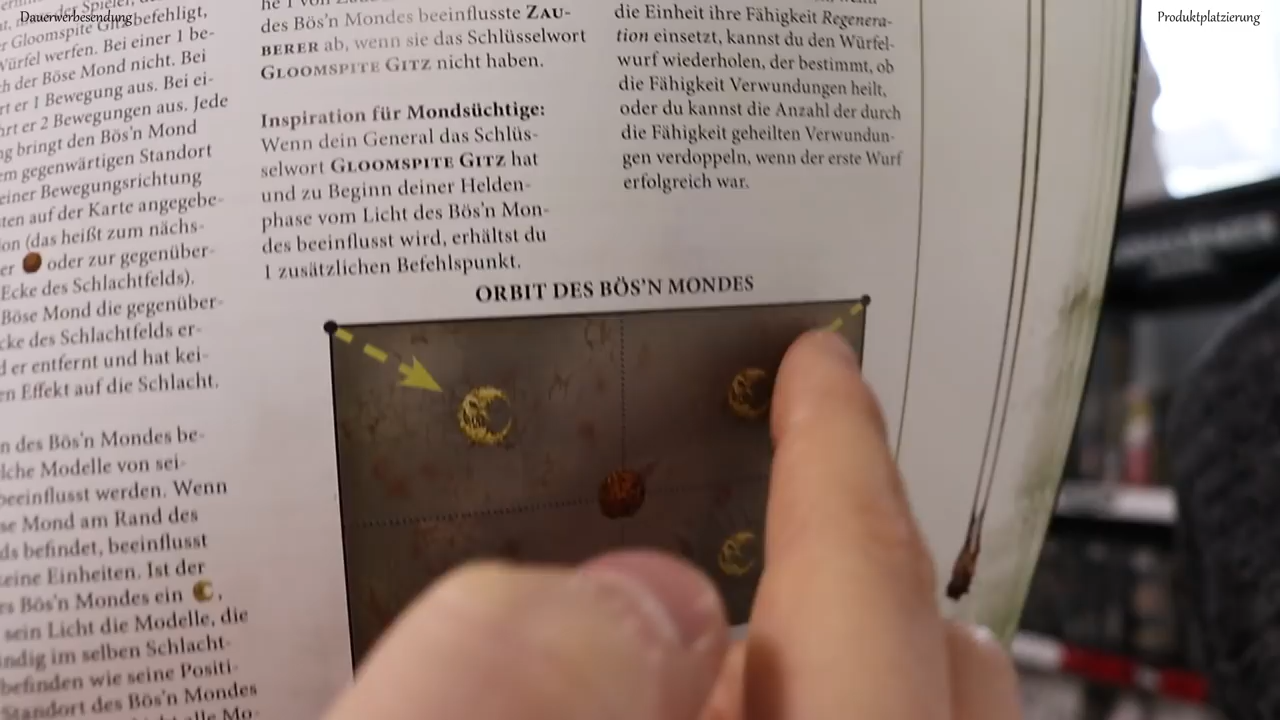 Dauerwerbesendung
Produktplatzierung
Gloomspite Gitz befehligt,
Würfel werfen. Bei einer 1 be-
der Böse Mond nicht. Bei
er 1 Bewegung aus. Bei ei-
er 2 Bewegungen aus. Jede
bringt den Bös'n Mond
gegenwärtigen Standort
einer Bewegungsrichtung
auf der Karte angegebe-
(das heißt zum nächs-
oder zur gegenüber-
Ecke des Schlachtfelds).
Böse Mond die gegenüber-
des Schlachtfelds er-
er entfernt und hat kei-
Effekt auf die Schlacht.
des Bös'n Mondes be-
Modelle von sei-
beeinflusst werden. Wenn
Mond am Rand des
befindet, beeinflusst
Einheiten. Ist der
Bös'n Mondes ein
sein Licht die Modelle, die
im selben Schlacht-
befinden wie seine Positi-
Standort des Bös'n Mondes
des Bös'n Mondes beeinflusste ZAU-
BERER ab, wenn sie das Schlüsselwort
GLOOMSPITE GITZ nicht haben.
Inspiration für Mondsüchtige:
Wenn dein General das Schlüs-
selwort GLOOMSPITE GITZ hat
und zu Beginn deiner Helden-
phase vom Licht des Bös'n Mon-
des beeinflusst wird, erhältst du
1 zusätzlichen Befehlspunkt.
die Einheit ihre Fähigkeit Regenera-
tion einsetzt, kannst du den Würfel-
wurf wiederholen, der bestimmt, ob
die Fähigkeit Verwundungen heilt,
oder du kannst die Anzahl der durch
die Fähigkeit geheilten Verwundun-
gen verdoppeln, wenn der erste Wurf
erfolgreich war.
ORBIT DES BÖS'N MONDES